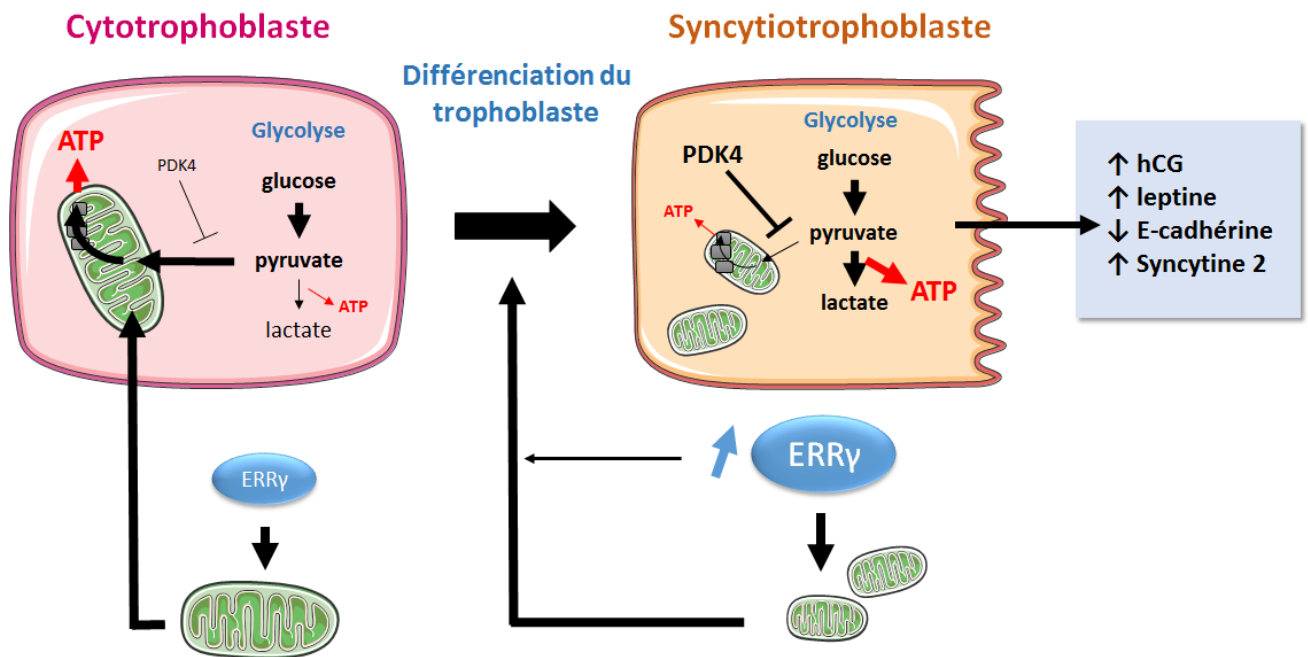 Cytotrophoblaste
Syncytiotrophoblaste
Différenciation du
trophoblaste
Glycolyse
ATP
PDK4
glucose
pyruvate
ATP
lactate
Glycolyse
PDK4
glucose
ATP
pyruvate
ATP
lactate
↑ hCG
↑ leptine
↓ E-cadhérine
↑ Syncytine 2
ERRγ
ERRγ